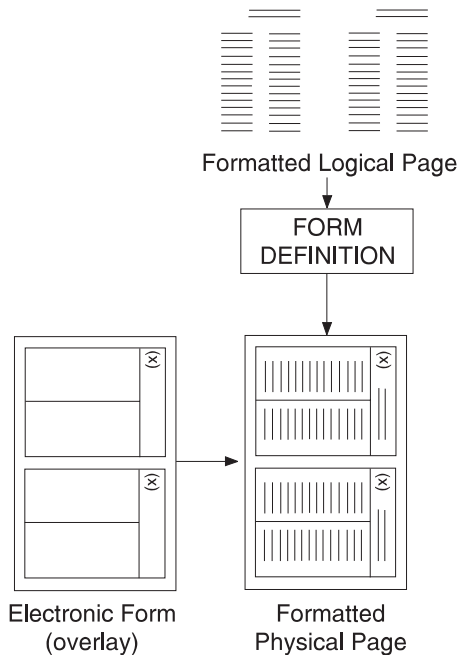 Formatted Logical Page
FORM
DEFINITION
(x)
(x)
(x)
(x)
Electronic Form
(overlay)
Formatted
Physical Page